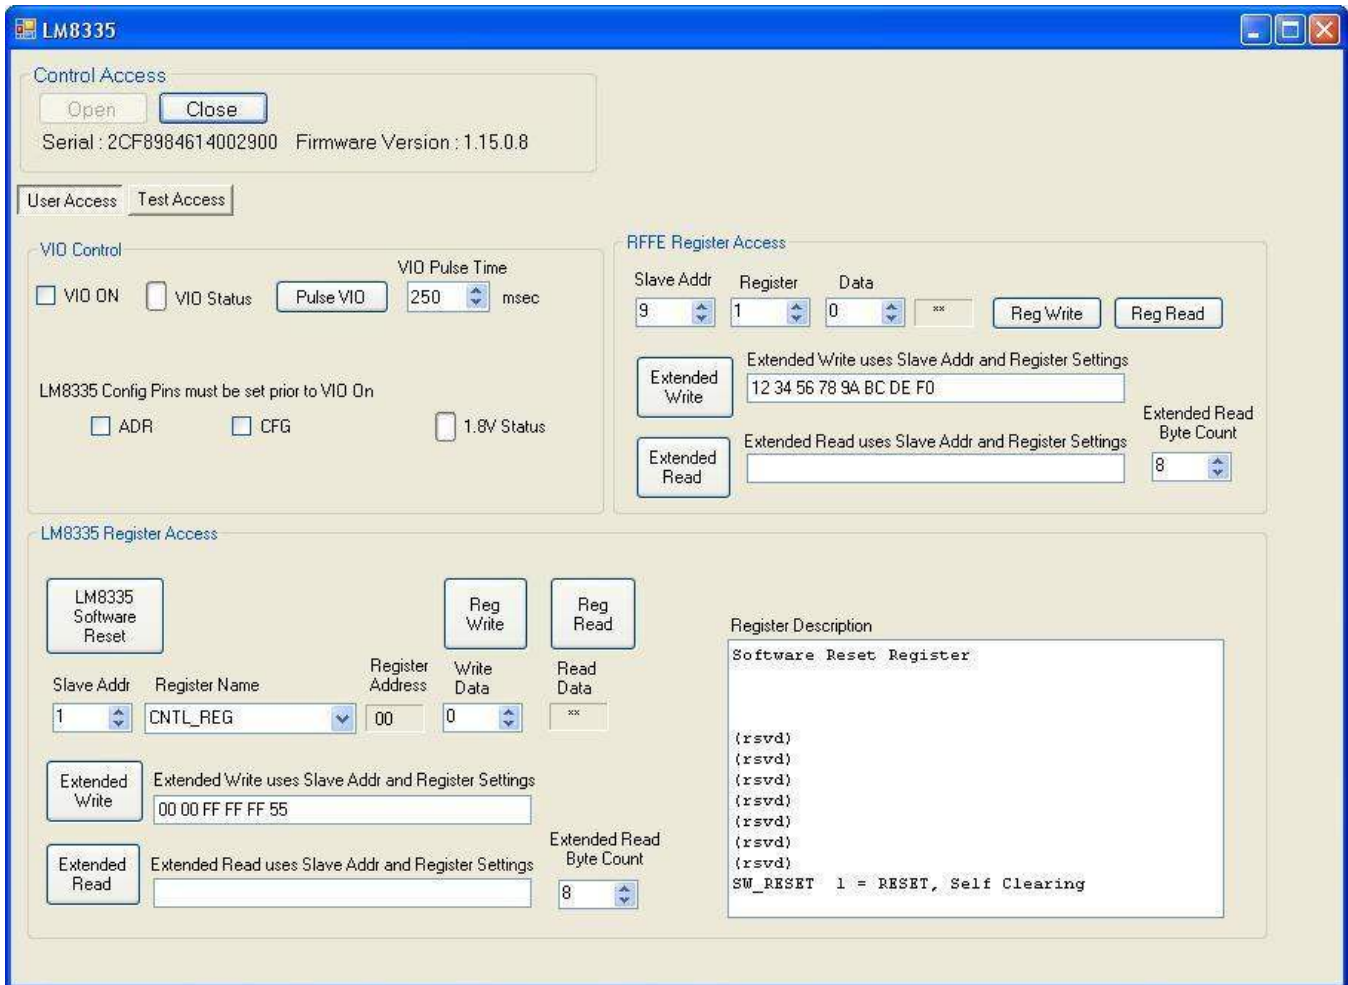 LM8335
Control Access
Open
Close
Serial : 2CF8984614002900 Firmware Version : 1.15.0.8
User Access
Test Access
VIO Control
VIO ON
VIO Status
Pulse VIO
VIO Pulse Time
250
msec
LM8335 Config Pins must be set prior to VIO On
ADR
CFG
1.8V Status
RFFE Register Access
Slave Addr
Register
Data
9
1
0
**
Reg Write
Reg Read
Extended
Write
Extended Write uses Slave Addr and Register Settings
12 34 56 78 9A BC DE F0
Extended
Read
Extended Read uses Slave Addr and Register Settings
Extended Read
Byte Count
8
LM8335 Register Access
LM8335
Software
Reset
Reg
Write
Reg
Read
Slave Addr
Register Name
Register
Address
Write
Data
Read
Data
1
CNTL_REG
00
0
**
Extended
Write
Extended Write uses Slave Addr and Register Settings
00 00 FF FF FF 55
Extended
Read
Extended Read uses Slave Addr and Register Settings
Extended Read
Byte Count
8
Register Description
Software Reset Register
(rsvd)
(rsvd)
(rsvd)
(rsvd)
(rsvd)
(rsvd)
(rsvd)
SW_RESET 1 = RESET, Self Clearing